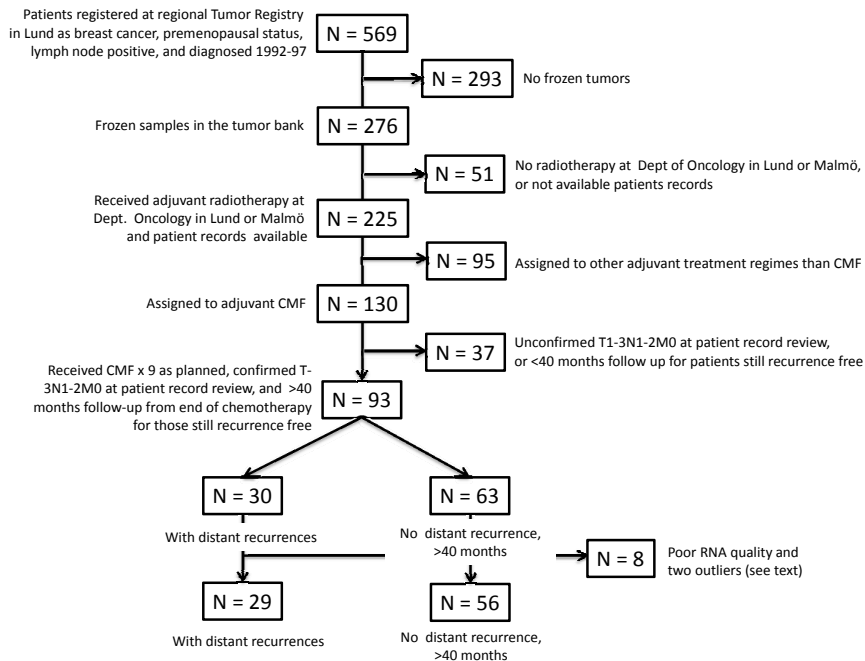 Patients registered at regional Tumor Registry
in Lund as breast cancer, premenopausal status,
lymph node positive, and diagnosed 1992-97
N = 569
N = 293
No frozen tumors
Frozen samples in the tumor bank
N = 276
N = 51
No radiotherapy at Dept of Oncology in Lund or Malmö,
or not available patients records
Received adjuvant radiotherapy at
Dept. Oncology in Lund or Malmö
and patient records available
N = 225
N = 95
Assigned to other adjuvant treatment regimes than CMF
Assigned to adjuvant CMF
N = 130
N = 37
Unconfirmed T1-3N1-2M0 at patient record review,
or <40 months follow up for patients still recurrence free
Received CMF x 9 as planned, confirmed T-
3N1-2M0 at patient record review, and >40
months follow-up from end of chemotherapy
for those still recurrence free
N = 93
N = 30
With distant recurrences
N = 63
No distant recurrence,
>40 months
N = 8
Poor RNA quality and
two outliers (see text)
N = 29
With distant recurrences
N = 56
No distant recurrence,
>40 months